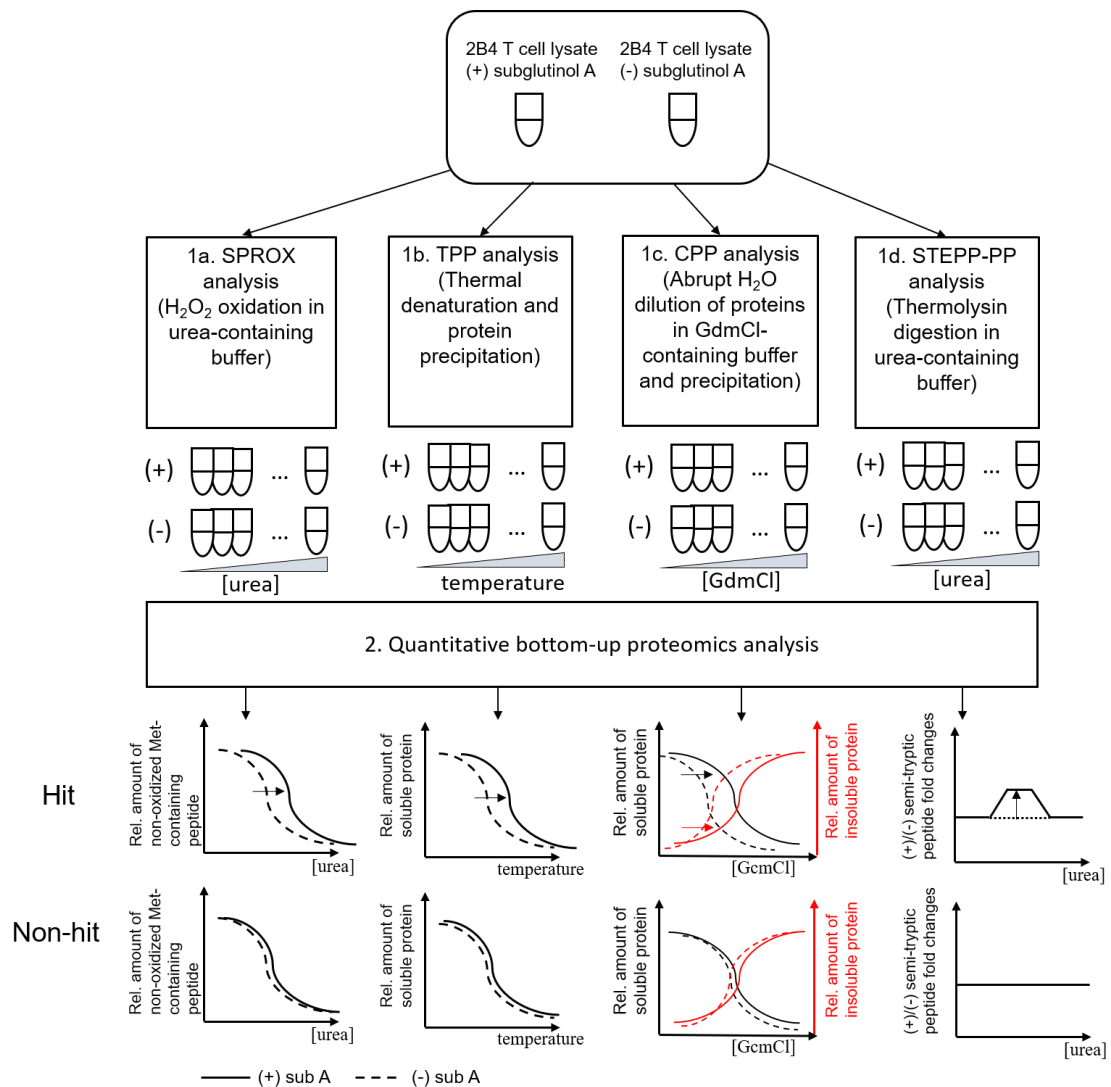 2B4 T cell lysate
(+) subglutinol A
2B4 T cell lysate
(-) subglutinol A
1a. SPROX
analysis
(H2O2 oxidation in
urea-containing
buffer)
1b. TPP analysis
(Thermal
denaturation and
protein
precipitation)
1c. CPP analysis
(Abrupt H2O
dilution of proteins
in GdmCl-
containing buffer
and precipitation)
1d. STEPP-PP
analysis
(Thermolysin
digestion in
urea-containing
buffer)
(+)
...
(+)
...
(+)
...
(+)
...
(-)
...
(-)
...
(-)
...
(-)
...
[urea]
temperature
[GdmCl]
[urea]
2. Quantitative bottom-up proteomics analysis
Hit
Rel. amount of
non-oxidized Met-
containing
peptide
[urea]
Rel. amount of
soluble protein
temperature
Rel. amount of
soluble protein
[GcmCl]
Rel. amount of
insoluble protein
(+)/(-) semi-tryptic
peptide fold changes
[urea]
Non-hit
Rel. amount of
non-oxidized Met-
containing
peptide
[urea]
Rel. amount of
soluble protein
temperature
Rel. amount of
soluble protein
[GcmCl]
Rel. amount of
insoluble protein
(+)/(-) semi-tryptic
peptide fold changes
[urea]
(+) sub A
(-) sub A